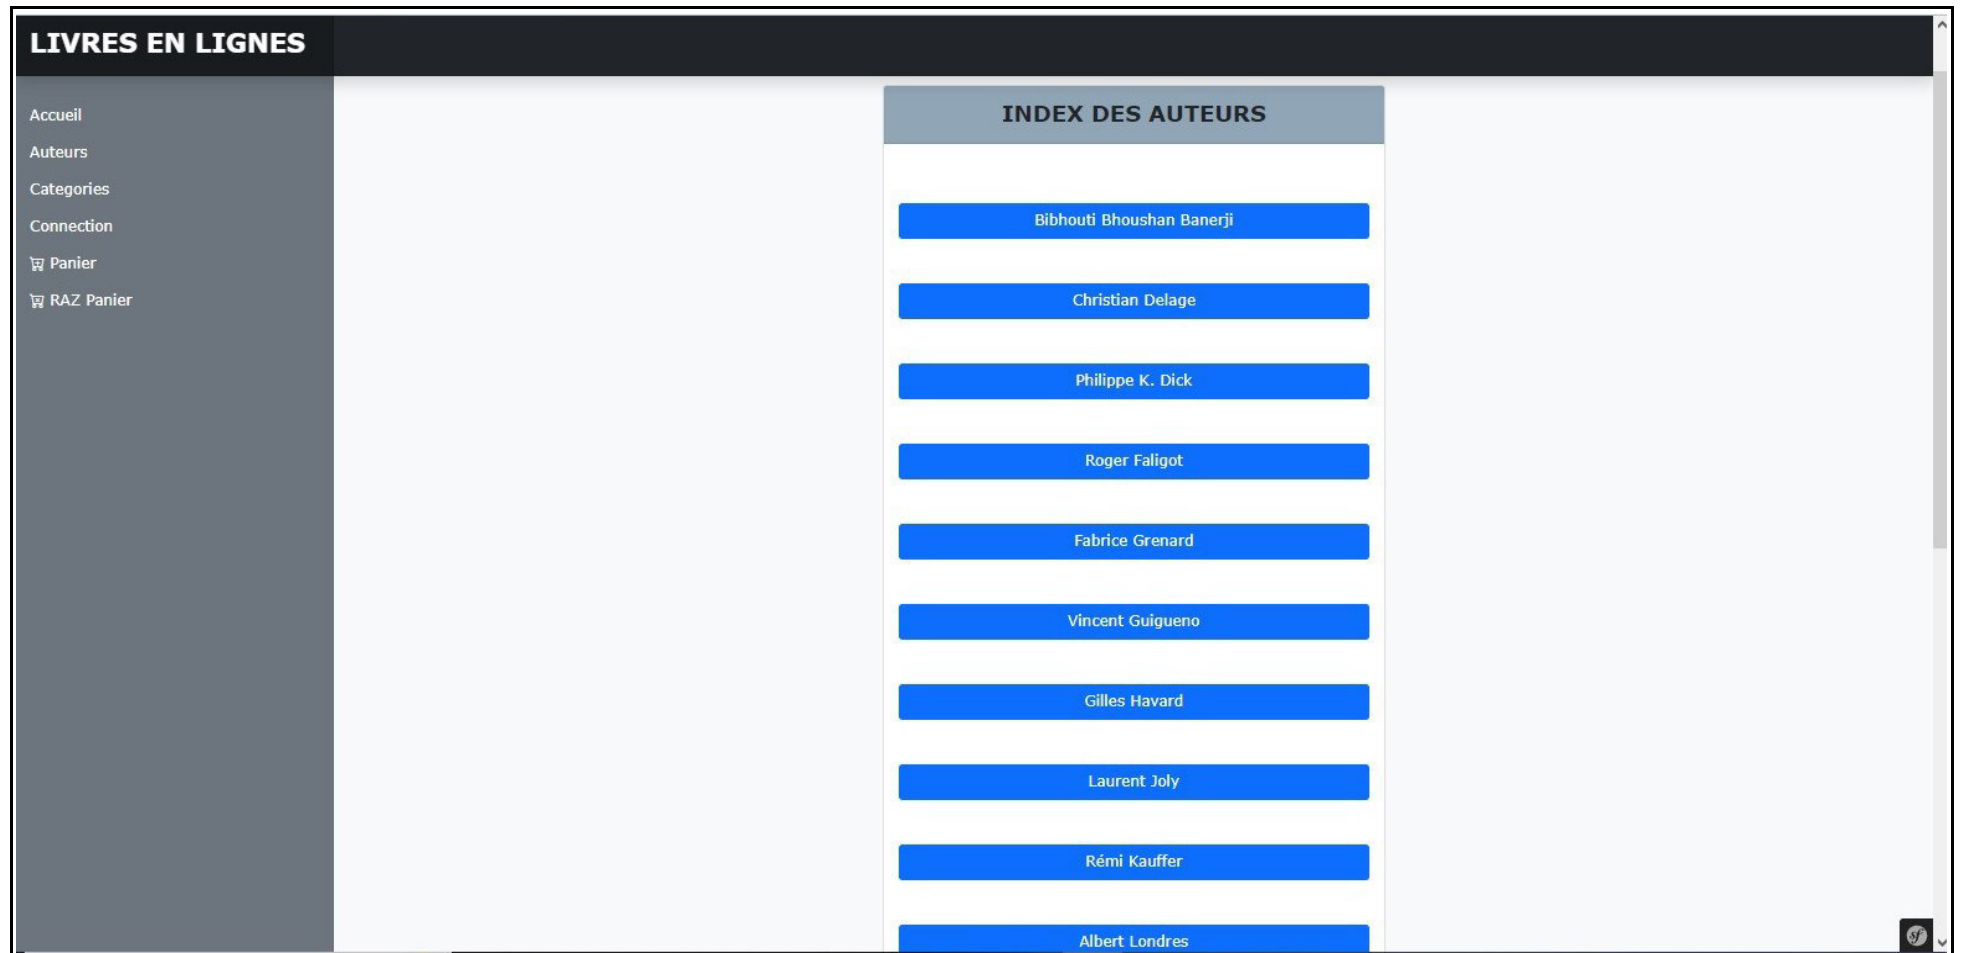 LIVRES EN LIGNES
Accueil
Auteurs
Categories
Connection
Panier
RAZ Panier
INDEX DES AUTEURS
Bibhouti Bhoushan Banerji
Christian Delage
Philippe K. Dick
Roger Faligot
Fabrice Grenard
Vincent Guigueno
Gilles Havard
Laurent Joly
Rémi Kauffer
Albert Londres
sf